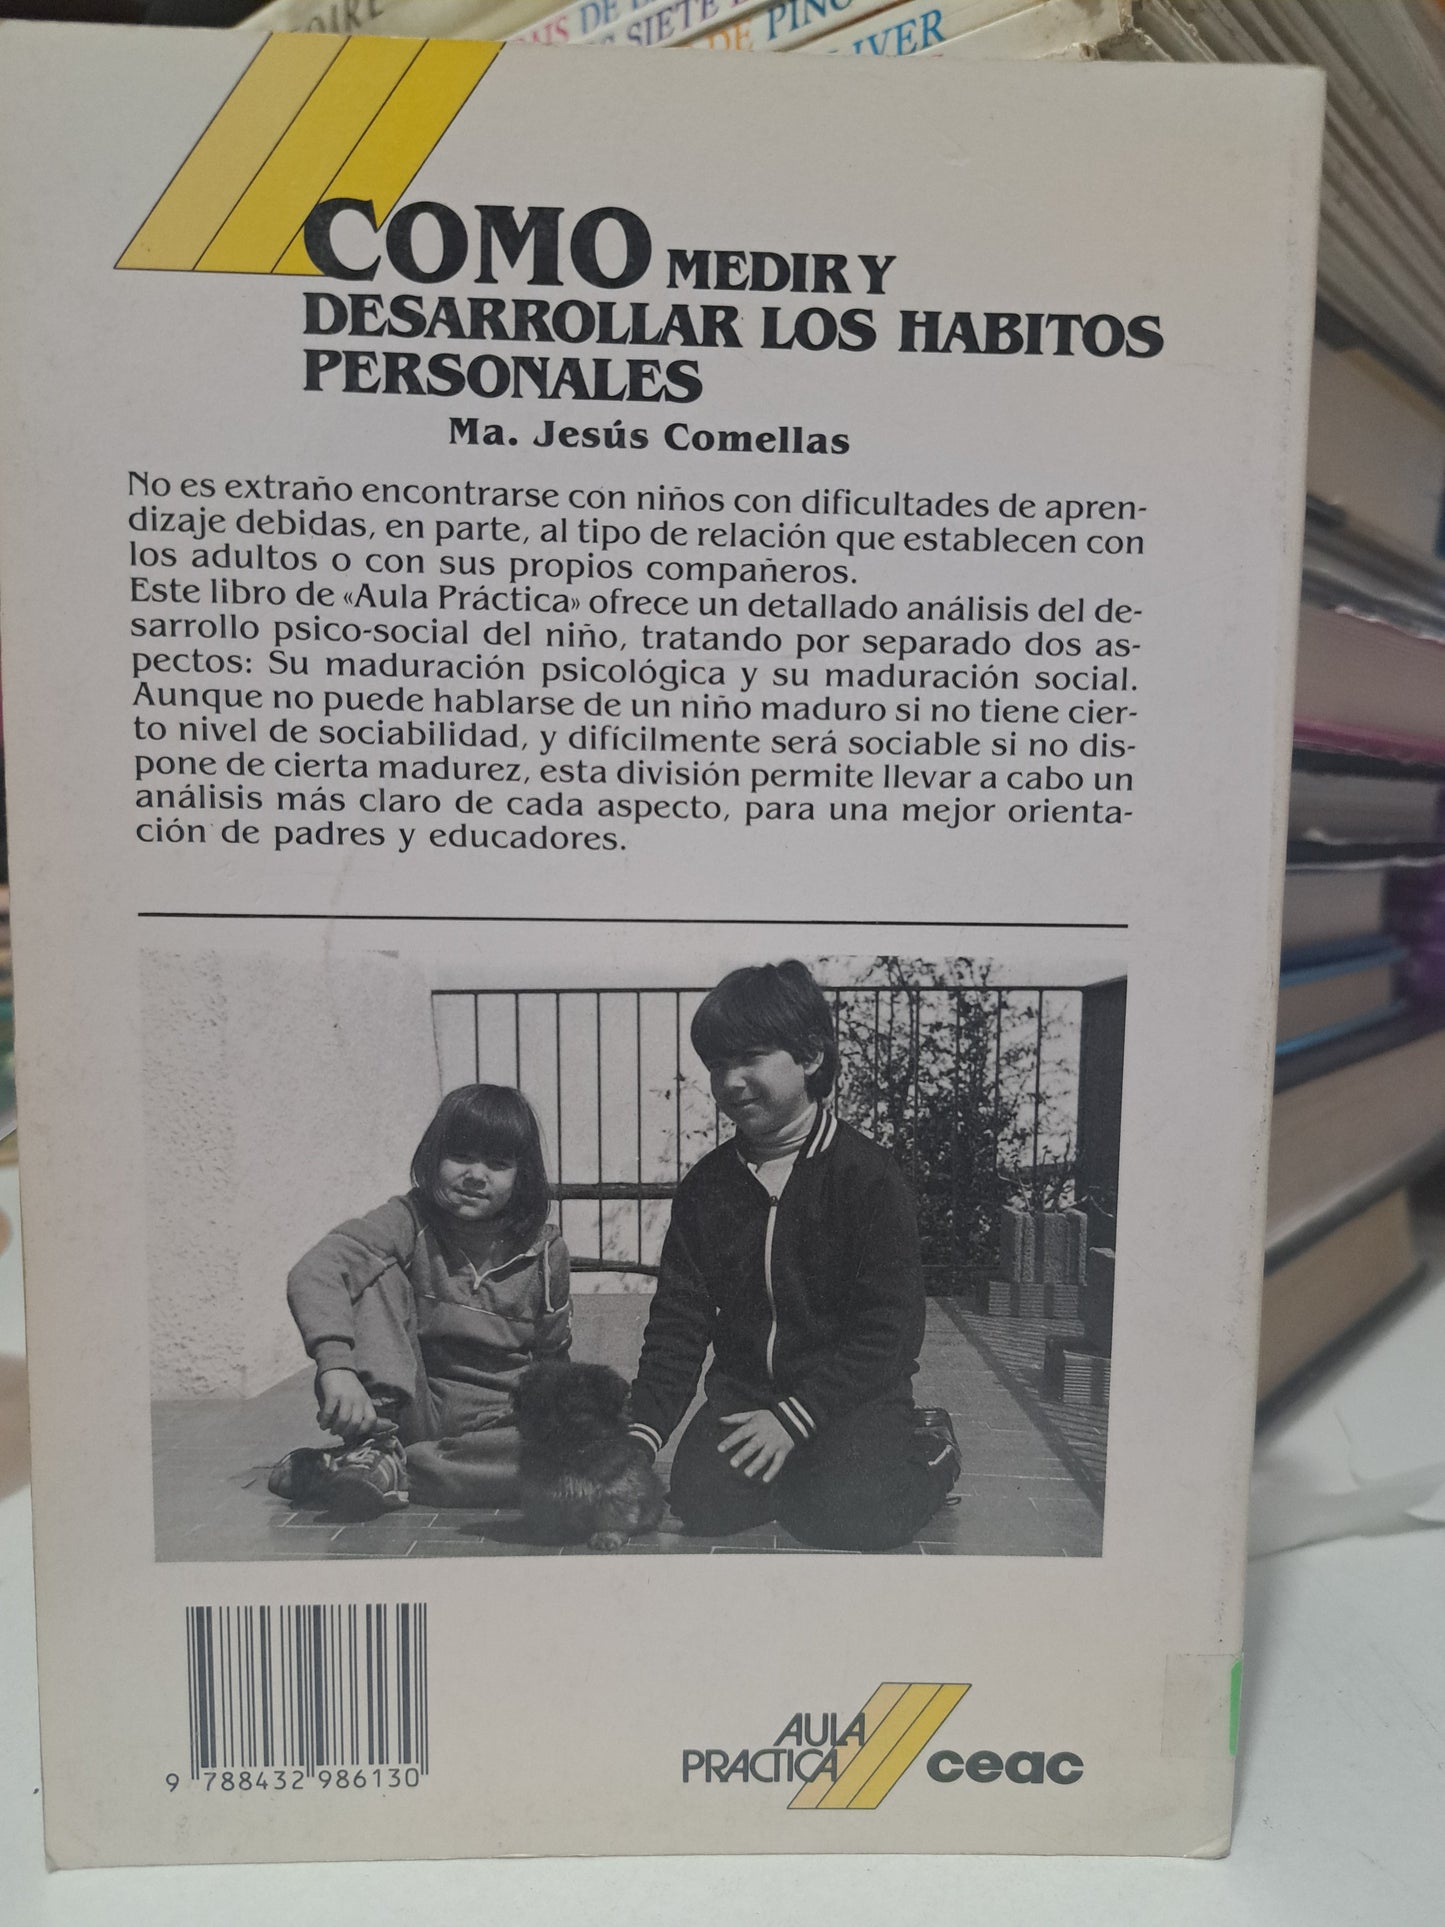 DE
SIETE
DE PINO
IVER
COMO MEDIR Y
DESARROLLAR LOS HABITOS
PERSONALES
Ma. Jesús Comellas
No es extraño encontrarse con niños con dificultades de apren-
dizaje debidas, en parte, al tipo de relación que establecen con
los adultos o con sus propios compañeros.
Este libro de «Aula Práctica» ofrece un detallado análisis del de-
sarrollo psico-social del niño, tratando por separado dos as-
pectos: Su maduración psicológica y su maduración social.
Aunque no puede hablarse de un niño maduro si no tiene cier-
to nivel de sociabilidad, y difícilmente será sociable si no dis-
pone de cierta madurez, esta división permite llevar a cabo un
análisis más claro de cada aspecto, para una mejor orienta-
ción de padres y educadores.
9 788432 986130
AULA
PRACTICA
ceac